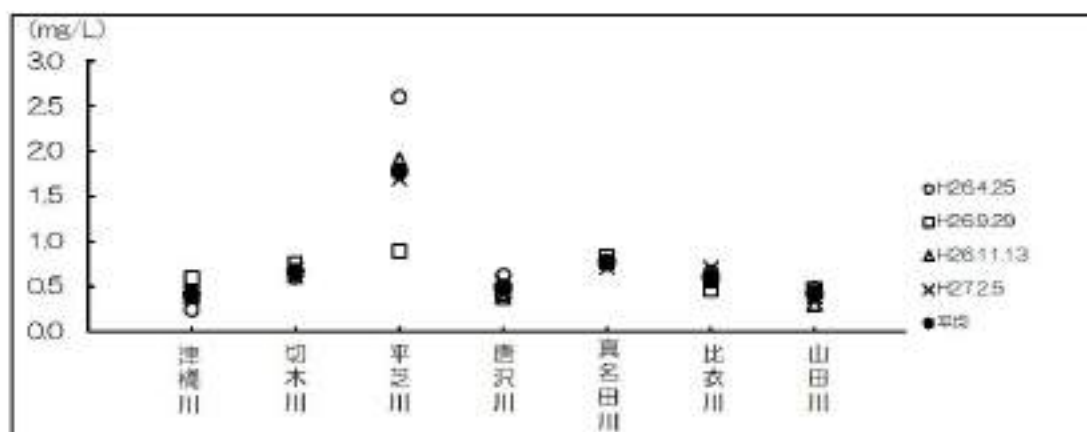 (mg/L)
3.0
2.5
2.0
1.5
1.0
0.5
0.0
津橋川
切木川
平芝川
唐沢川
真名田川
比衣川
山田川
H26.4.25
H26.9.29
H26.11.13
H27.2.5
平均